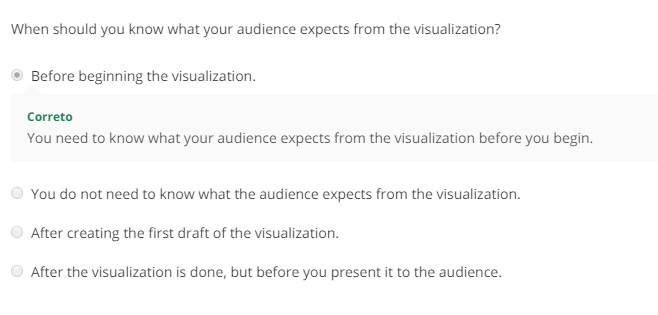 When should you know what your audience expects from the visualization?
Before beginning the visualization.
Correto
You need to know what your audience expects from the visualization before you begin.
You do not need to know what the audience expects from the visualization.
After creating the first draft of the visualization.
After the visualization is done, but before you present it to the audience.